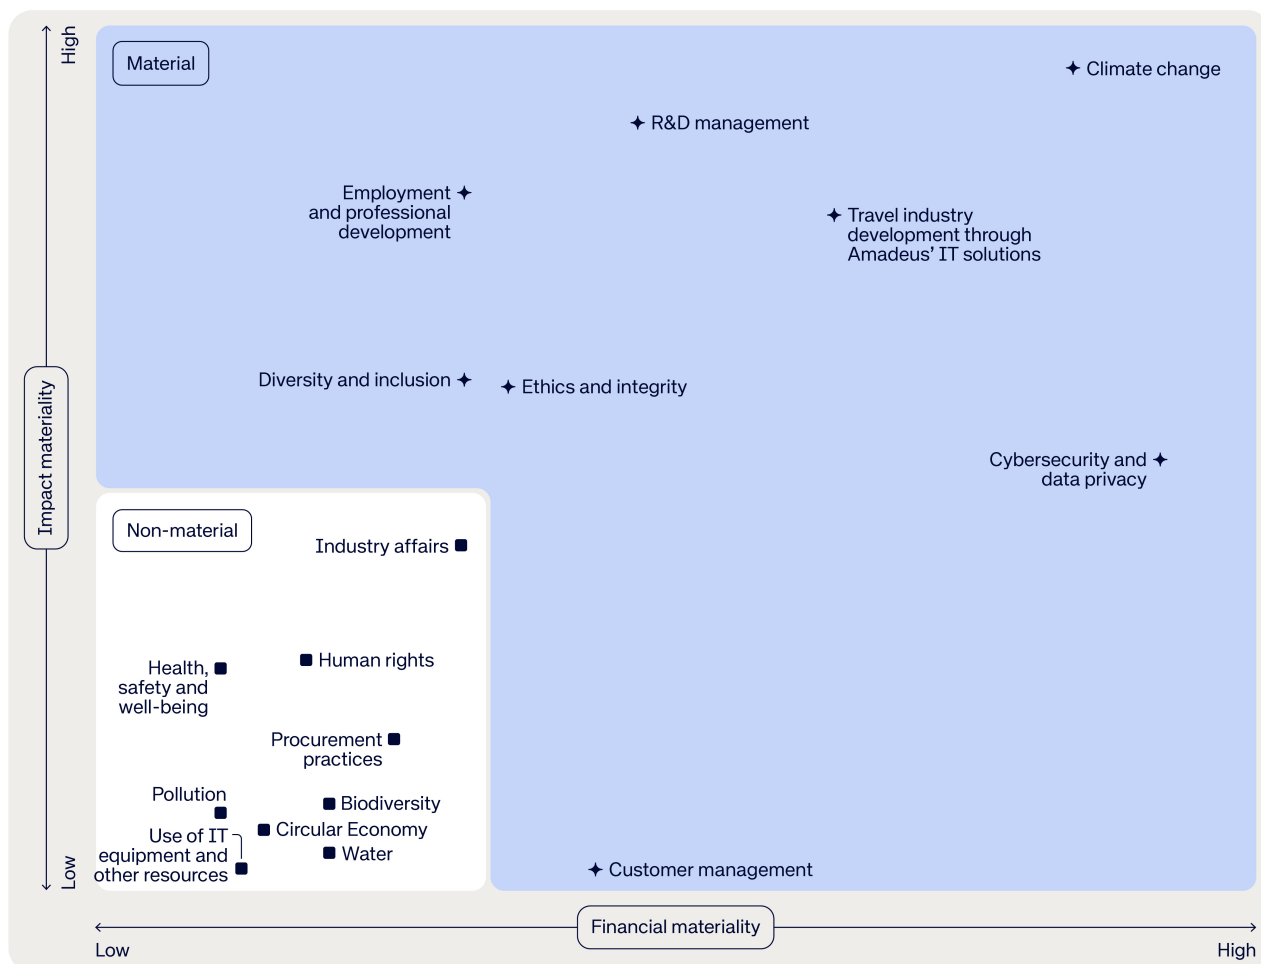 High
Material
Climate change
R&D management
Employment
and professional
development
Travel industry
development through
Amadeus’ IT solutions
Diversity and inclusion
Ethics and integrity
Impact materiality
Cybersecurity and
data privacy
Non-material
Industry affairs
Human rights
Health,
safety and
well-being
Procurement
practices
Pollution
Biodiversity
Circular Economy
Use of IT
equipment and
other resources
Water
Customer management
Low
Financial materiality
Low
High